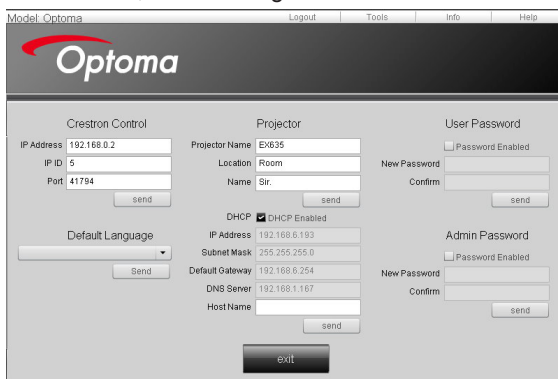 Model: Optoma Logout Tools Info Help
Optoma
Crestron Control
IP Address 192.168.0.2
IP ID 5
Port 41794
send
Default Language
Send
Projector
Projector Name EX635
Location Room
Name Sir.
send
DHCP DHCP Enabled
IP Address 192.168.6.193
Subnet Mask 255.255.255.0
Default Gateway 192.168.6.254
DNS Server 192.168.1.167
Host Name
send
User Password
Password Enabled
New Password
Confirm
send
Admin Password
Password Enabled
New Password
Confirm
send
exit